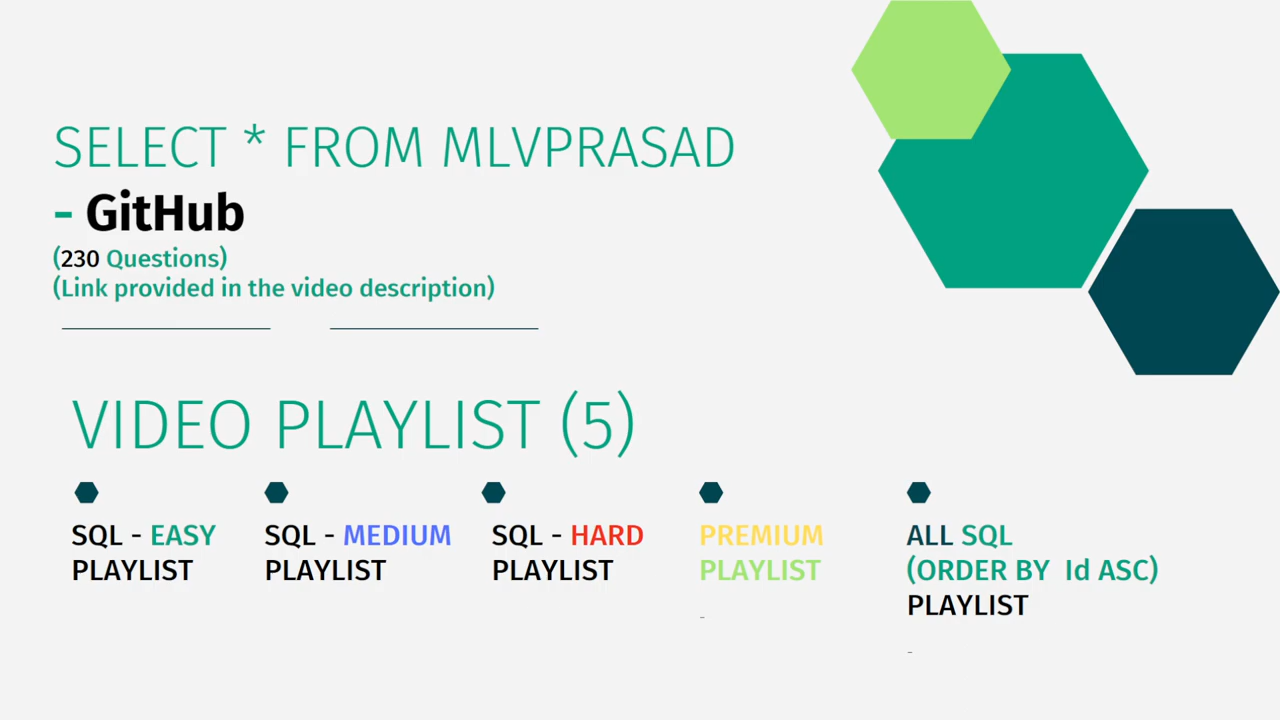 SELECT * FROM MLVPRASAD
- GitHub
(230 Questions)
(Link provided in the video description)
VIDEO PLAYLIST (5)
SQL - EASY
PLAYLIST
SQL - MEDIUM
PLAYLIST
SQL - HARD
PLAYLIST
PREMIUM
PLAYLIST
-
ALL SQL
(ORDER BY Id ASC)
PLAYLIST
-